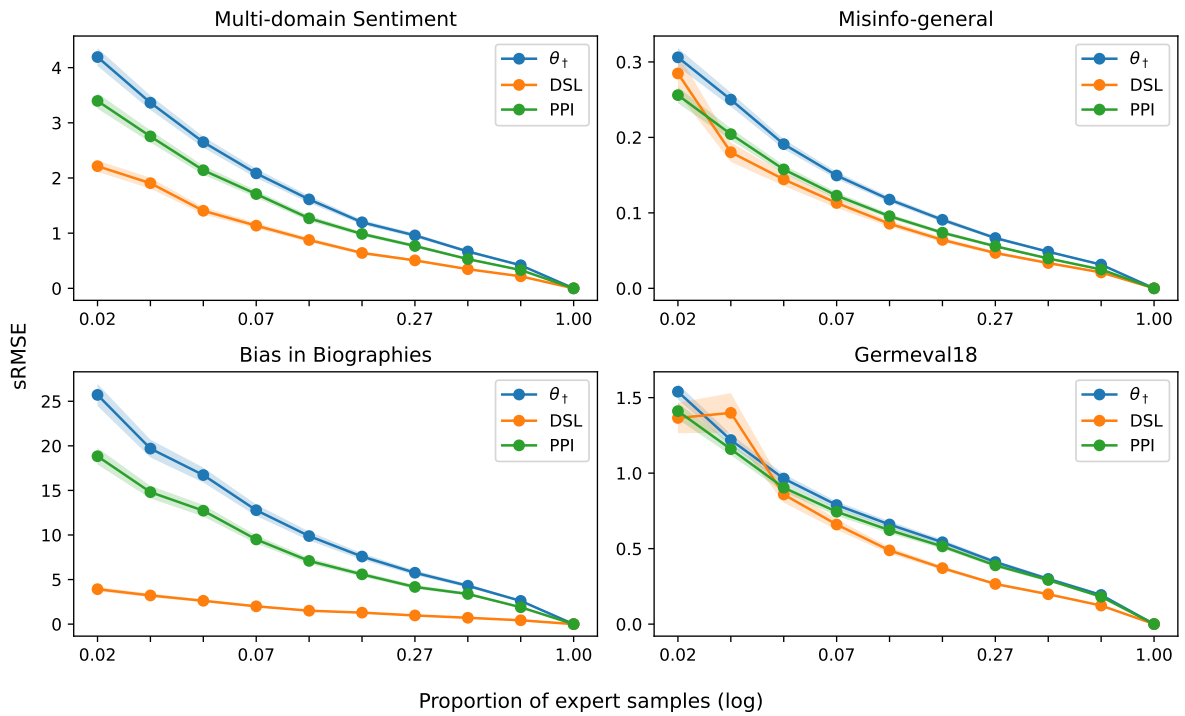 Multi-domain Sentiment
Misinfo-general
4
3
2
1
0
θ†
DSL
PPI
0.02
0.07
0.27
1.00
0.3
0.2
0.1
0.0
θ†
DSL
PPI
0.02
0.07
0.27
1.00
sRMSE
Bias in Biographies
Germeval18
25
20
15
10
5
0
θ†
DSL
PPI
0.02
0.07
0.27
1.00
1.5
1.0
0.5
0.0
θ†
DSL
PPI
0.02
0.07
0.27
1.00
Proportion of expert samples (log)